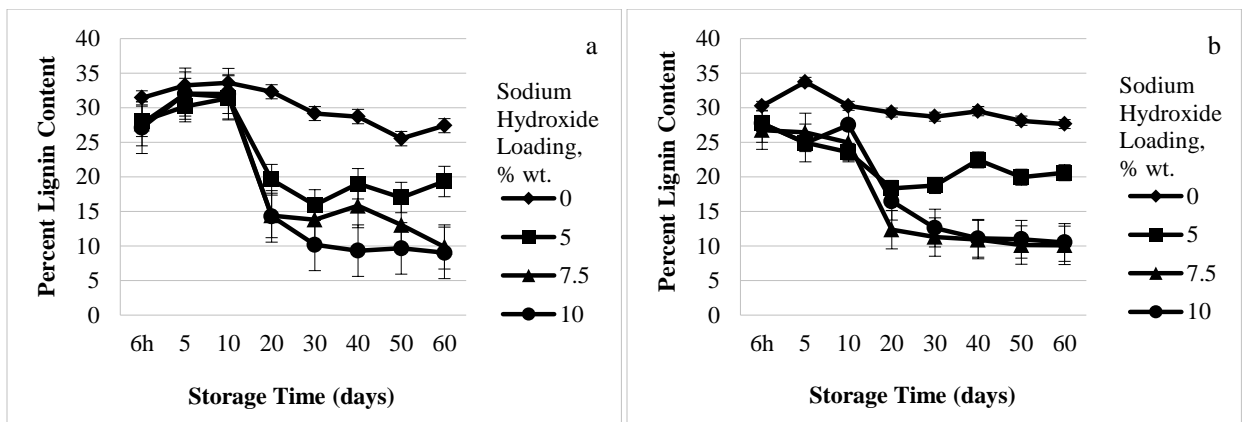 a
Percent Lignin Content
40
35
30
25
20
15
10
5
0
6h 5 10 20 30 40 50 60
Storage Time (days)
Sodium
Hydroxide
Loading,
% wt.
0
5
7.5
10
b
Percent Lignin Content
40
35
30
25
20
15
10
5
0
6h 5 10 20 30 40 50 60
Storage Time (days)
Sodium
Hydroxide
Loading,
% wt.
0
5
7.5
10